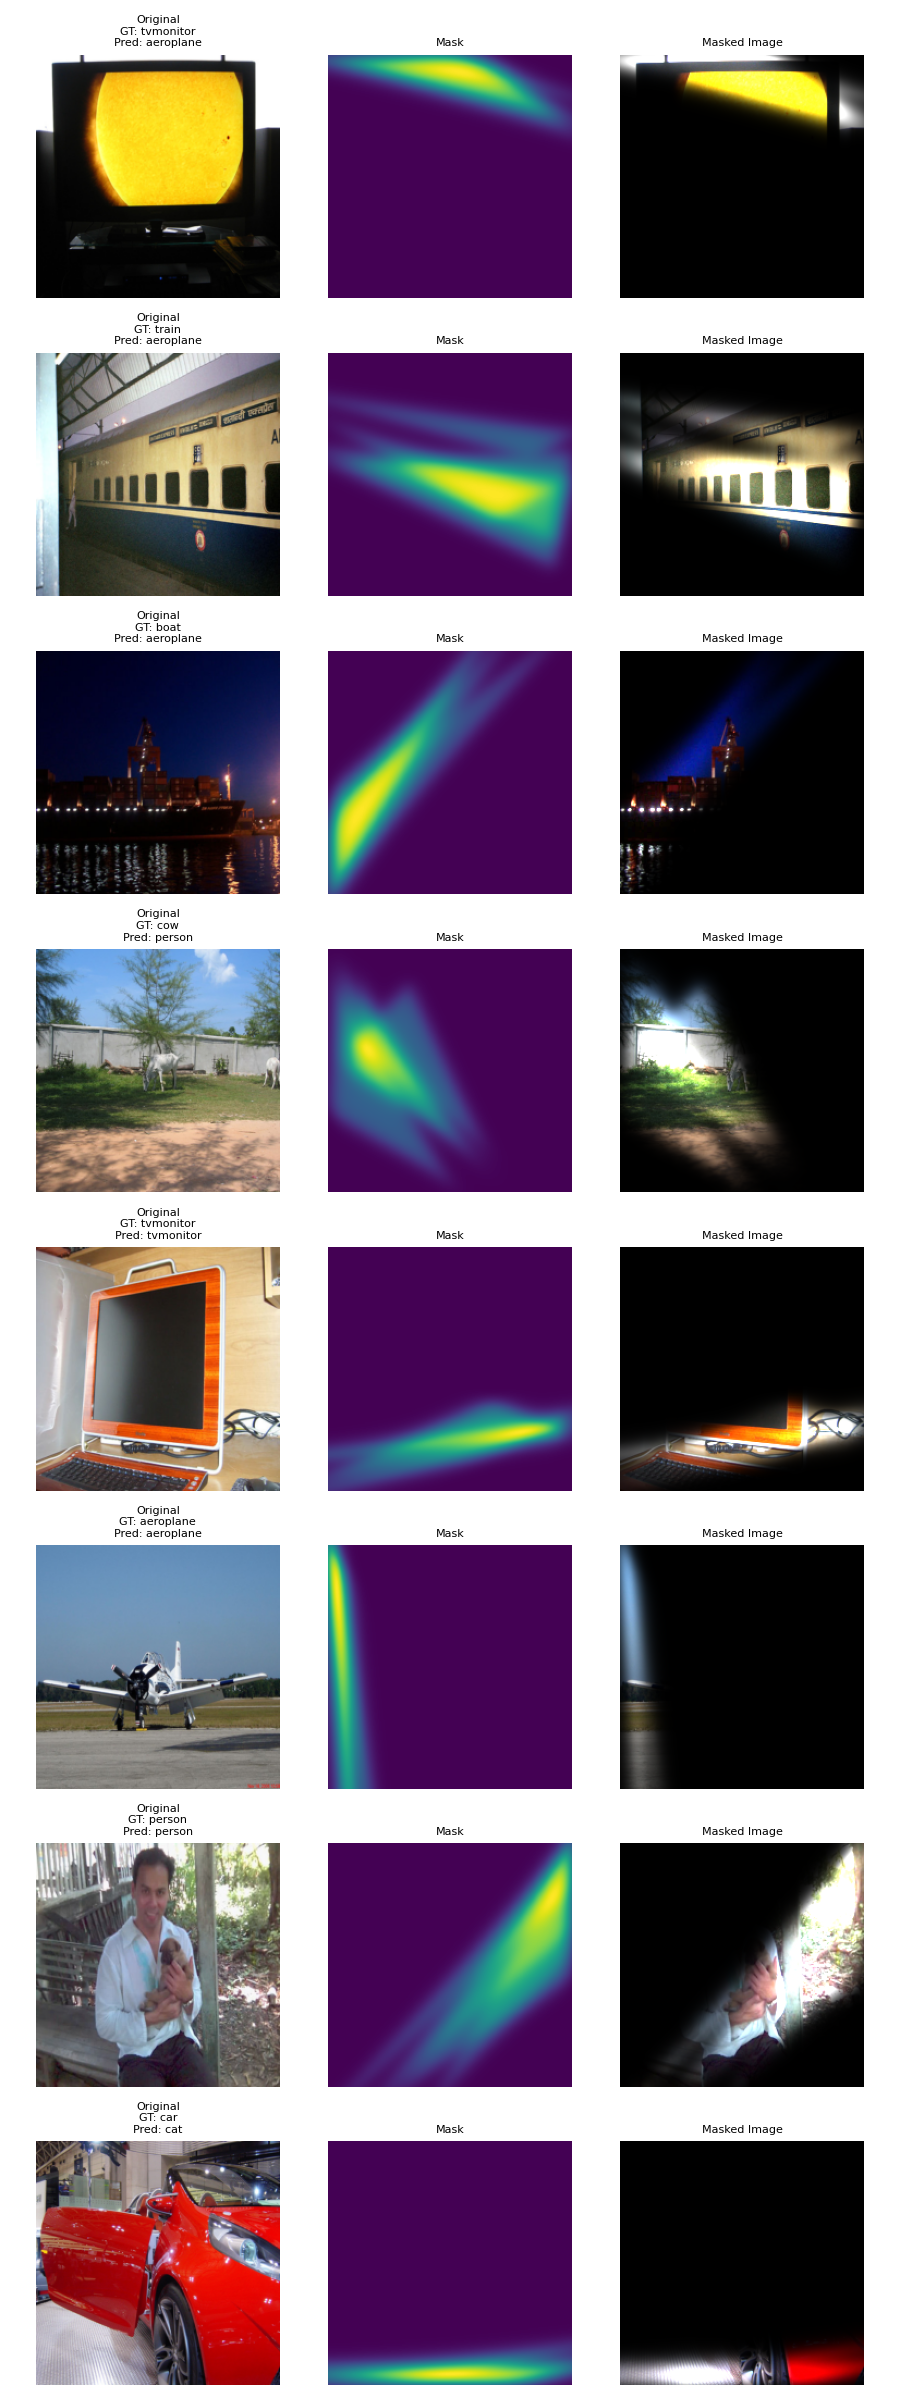 Original
GT: tvmonitor
Pred: aeroplane
Mask
Masked Image
Original
GT: train
Pred: aeroplane
Mask
Masked Image
Original
GT: boat
Pred: aeroplane
Mask
Masked Image
Original
GT: cow
Pred: person
Mask
Masked Image
Original
GT: tvmonitor
Pred: tvmonitor
Mask
Masked Image
Original
GT: aeroplane
Pred: aeroplane
Mask
Masked Image
Original
GT: person
Pred: person
Mask
Masked Image
Original
GT: car
Pred: cat
Mask
Masked Image